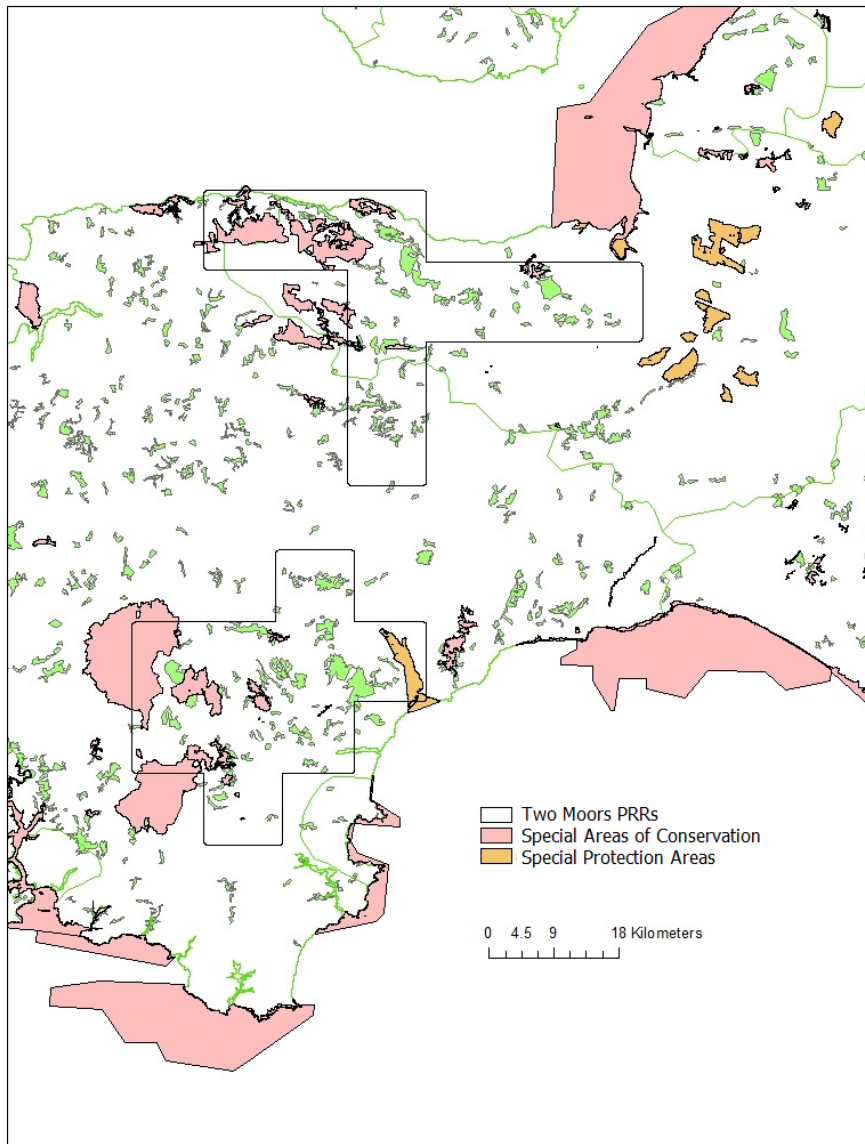 Two Moors PRRs
Special Areas of Conservation
Special Protection Areas
0 4.5 9 18 Kilometers